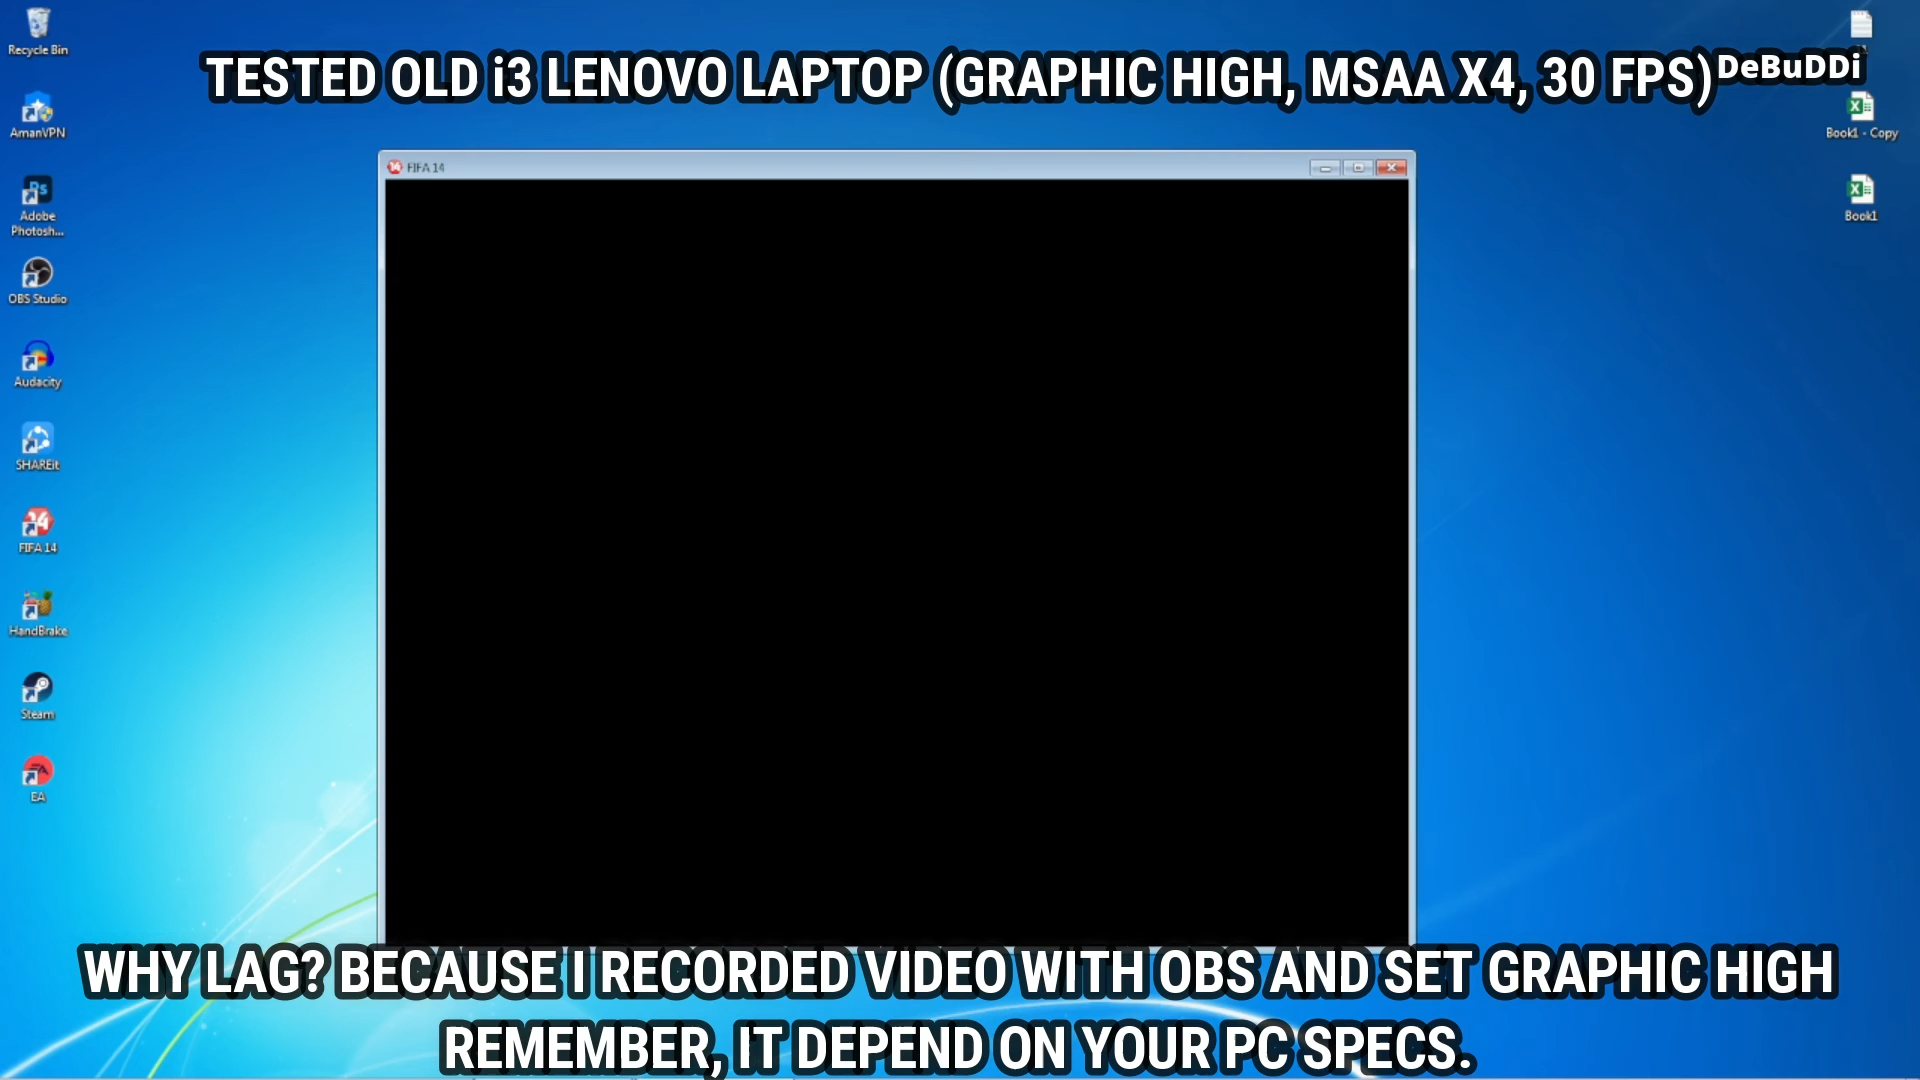 Recycle Bin
TESTED OLD i3 LENOVO LAPTOP (GRAPHIC HIGH, MSAA X4, 30 FPS)
DeBuDDi
AmanVPN
Book1 - Copy
FIFA 14
Ps
Adobe
Photosh...
Book1
OBS Studio
Audacity
SHAREit
14
FIFA 14
HandBrake
Steam
EA
WHY LAG? BECAUSE I RECORDED VIDEO WITH OBS AND SET GRAPHIC HIGH
REMEMBER, IT DEPEND ON YOUR PC SPECS.